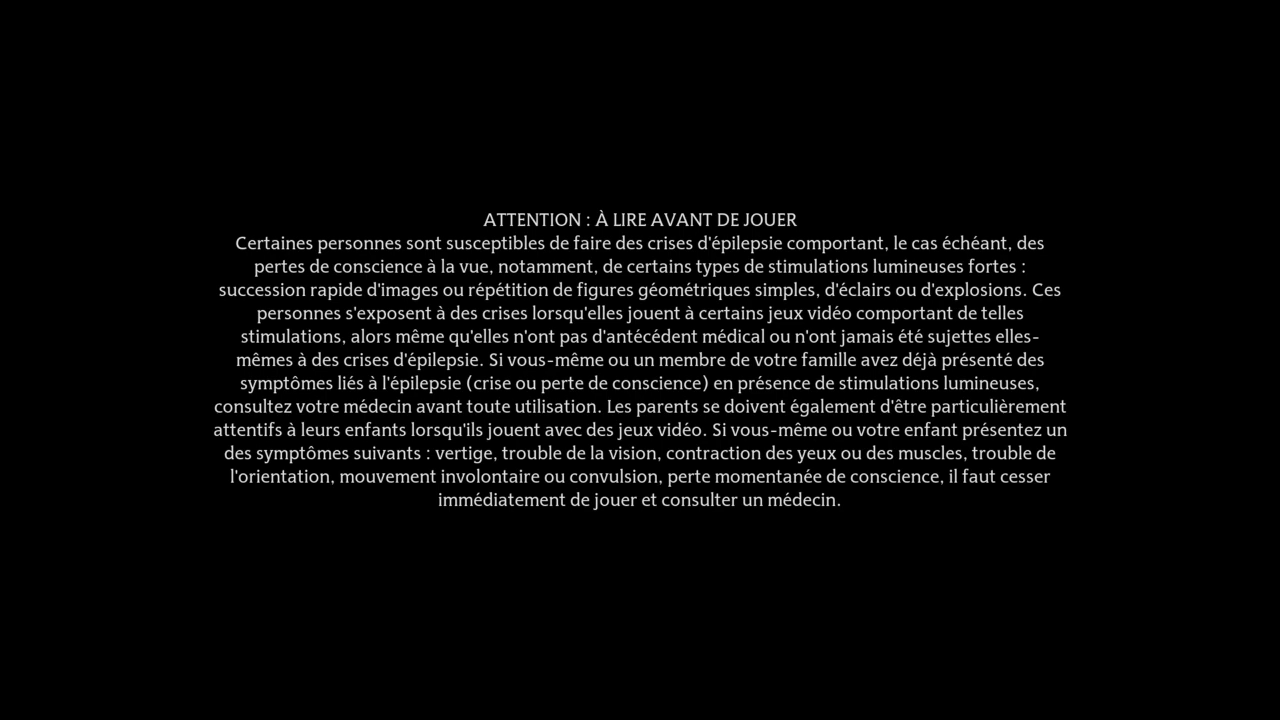 ATTENTION : À LIRE AVANT DE JOUER
Certaines personnes sont susceptibles de faire des crises d'épilepsie comportant, le cas échéant, des
pertes de conscience à la vue, notamment, de certains types de stimulations lumineuses fortes :
succession rapide d'images ou répétition de figures géométriques simples, d'éclairs ou d'explosions. Ces
personnes s'exposent à des crises lorsqu'elles jouent à certains jeux vidéo comportant de telles
stimulations, alors même qu'elles n'ont pas d'antécédent médical ou n'ont jamais été sujettes elles-
mêmes à des crises d'épilepsie. Si vous-même ou un membre de votre famille avez déjà présenté des
symptômes liés à l'épilepsie (crise ou perte de conscience) en présence de stimulations lumineuses,
consultez votre médecin avant toute utilisation. Les parents se doivent également d'être particulièrement
attentifs à leurs enfants lorsqu'ils jouent avec des jeux vidéo. Si vous-même ou votre enfant présentez un
des symptômes suivants : vertige, trouble de la vision, contraction des yeux ou des muscles, trouble de
l'orientation, mouvement involontaire ou convulsion, perte momentanée de conscience, il faut cesser
immédiatement de jouer et consulter un médecin.